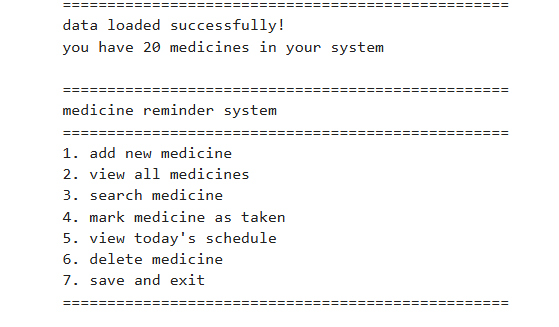 ==================================================
data loaded successfully!
you have 20 medicines in your system
==================================================
medicine reminder system
==================================================
1. add new medicine
2. view all medicines
3. search medicine
4. mark medicine as taken
5. view today's schedule
6. delete medicine
7. save and exit
==================================================